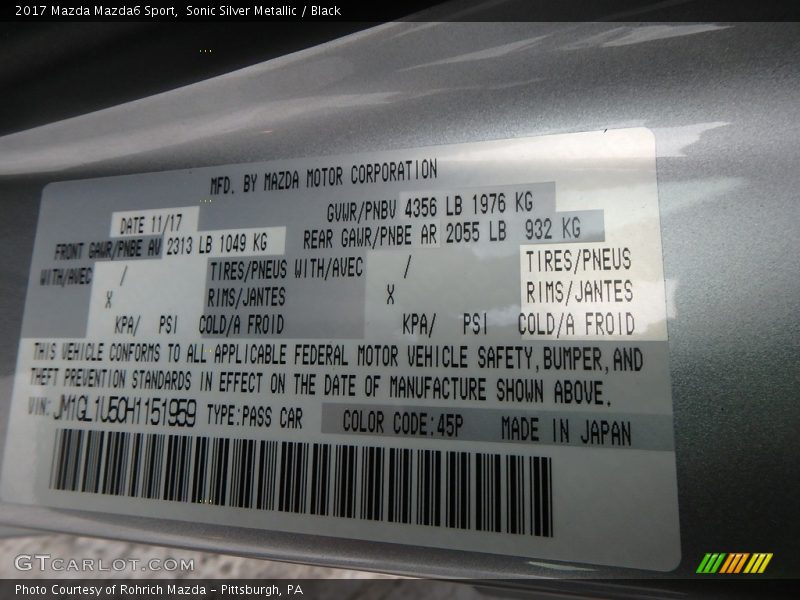 2017 Mazda Mazda6 Sport, Sonic Silver Metallic / Black
MFD. BY MAZDA MOTOR CORPORATION
DATE 11/17 GVWR/PNBV 4356 LB 1976 KG
FRONT GAWR/PNBE AV 2313 LB 1049 KG REAR GAWR/PNBE AR 2055 LB 932 KG
WITH/AVEC / TIRES/PNEUS WITH/AVEC / TIRES/PNEUS
X RIMS/JANTES X RIMS/JANTES
KPA/ PSI COLD/A FROID KPA/ PSI COLD/A FROID
THIS VEHICLE CONFORMS TO ALL APPLICABLE FEDERAL MOTOR VEHICLE SAFETY, BUMPER, AND
THEFT PREVENTION STANDARDS IN EFFECT ON THE DATE OF MANUFACTURE SHOWN ABOVE.
VIN: JM1GL1U50H1151959 TYPE:PASS CAR COLOR CODE:45P MADE IN JAPAN
GTCARLOT.COM
Photo Courtesy of Rohrich Mazda - Pittsburgh, PA